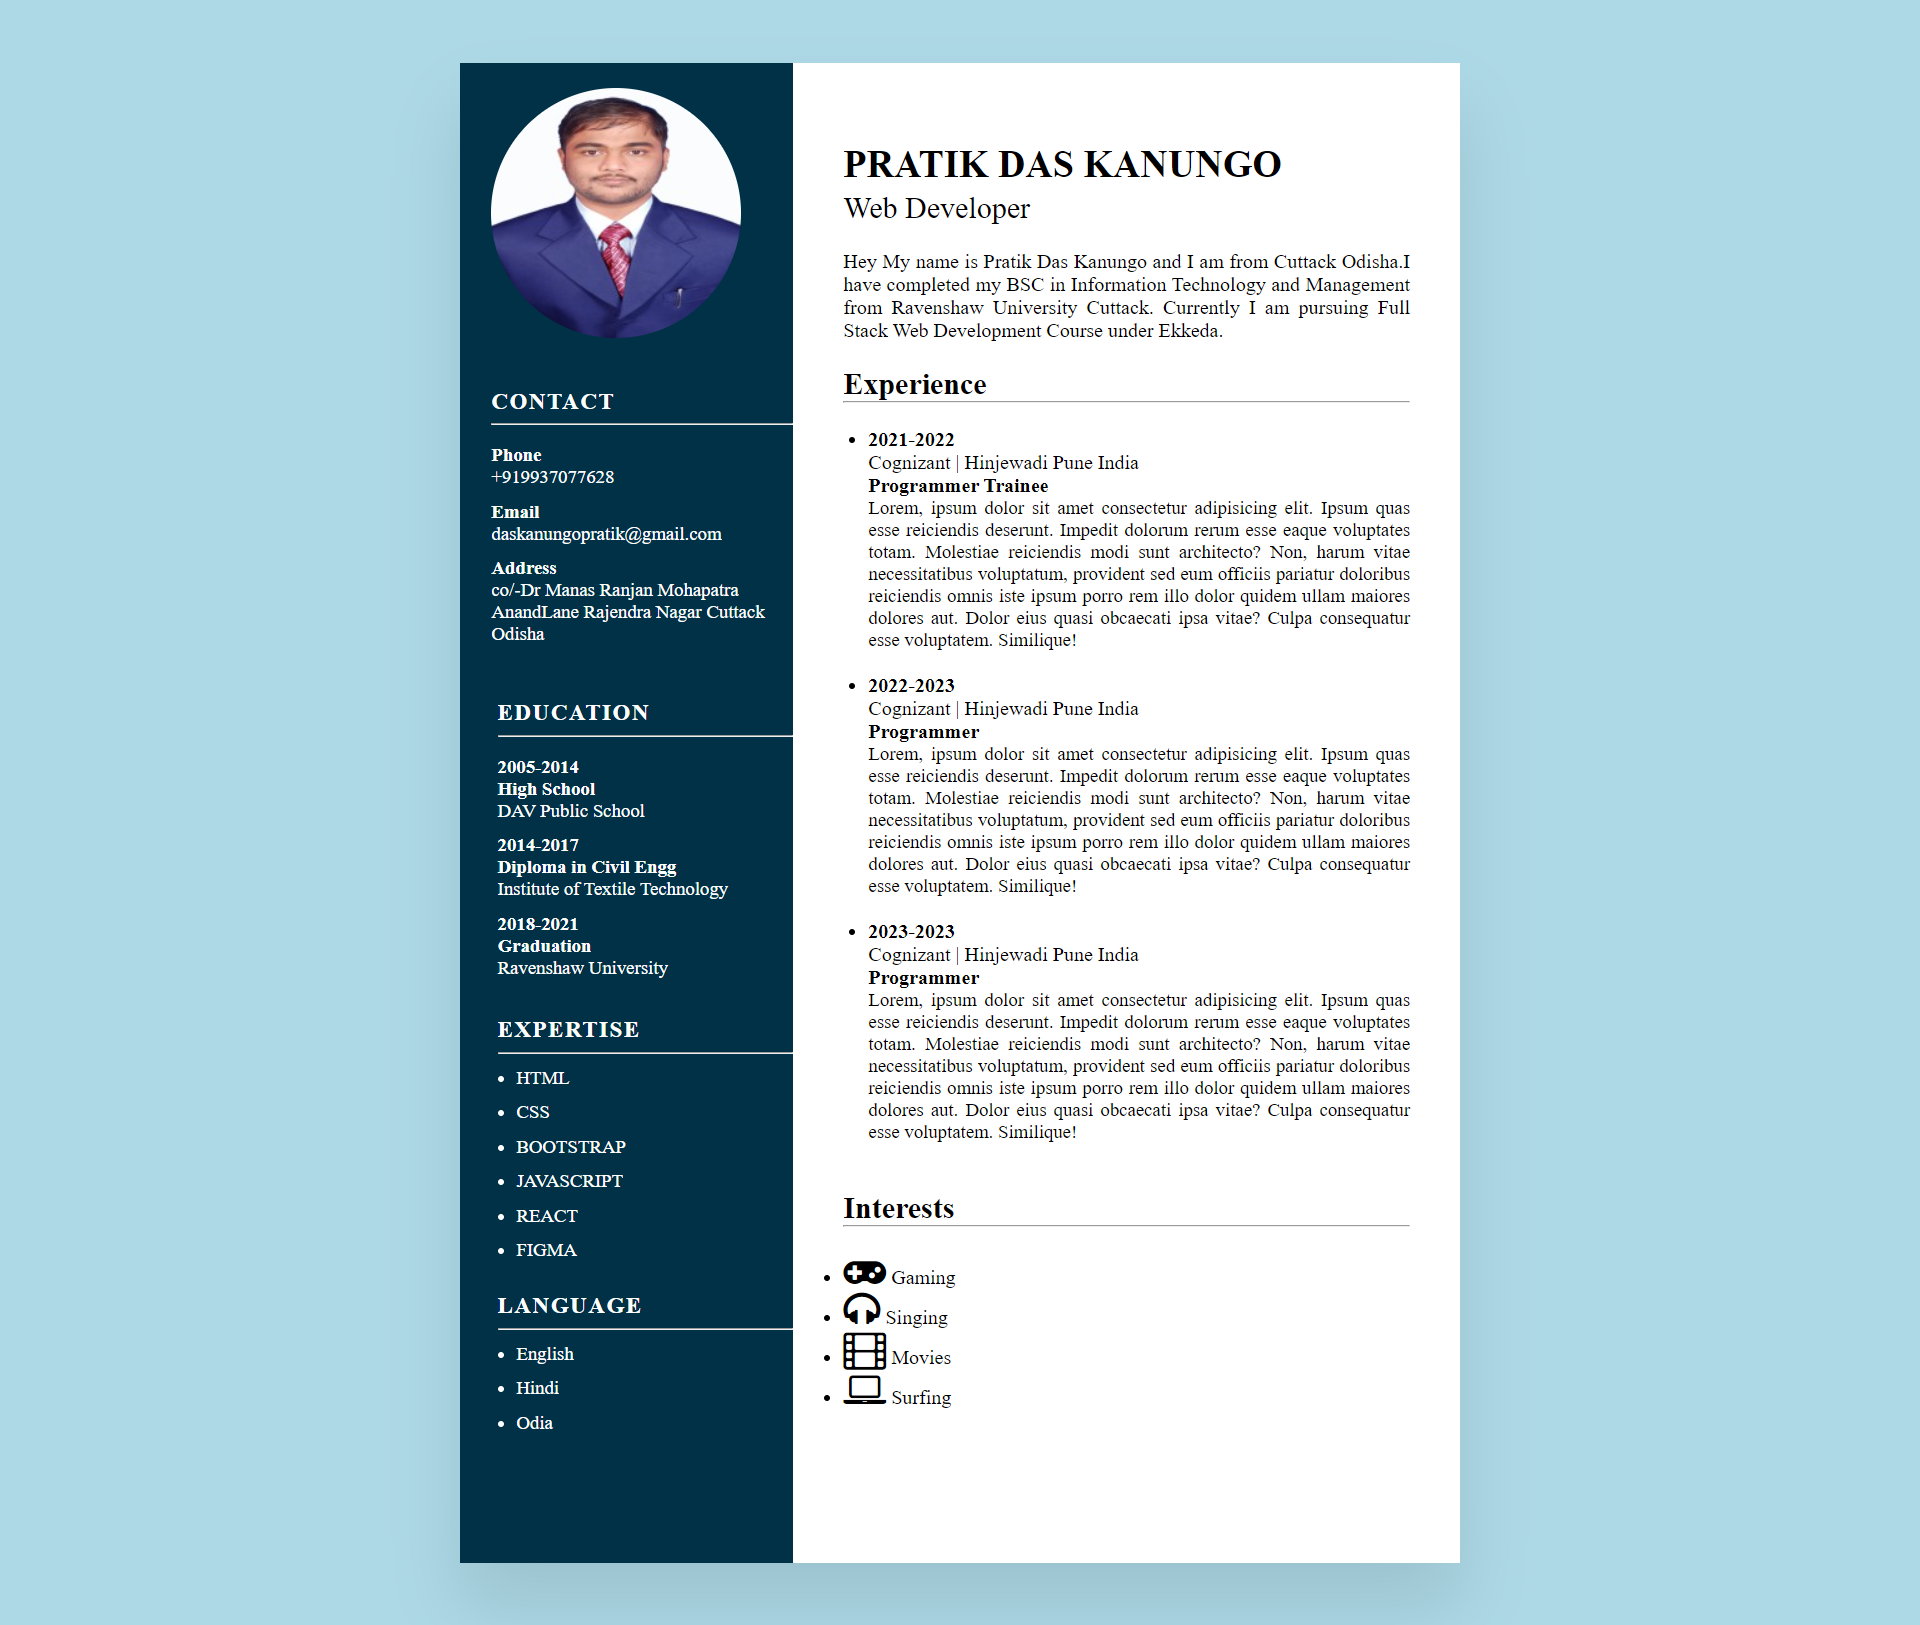 CONTACT
Phone
+919937077628
Email
daskanungopratik@gmail.com
Address
co/-Dr Manas Ranjan Mohapatra
AnandLane Rajendra Nagar Cuttack
Odisha
EDUCATION
2005-2014
High School
DAV Public School
2014-2017
Diploma in Civil Engg
Institute of Textile Technology
2018-2021
Graduation
Ravenshaw University
EXPERTISE
HTML
CSS
BOOTSTRAP
JAVASCRIPT
REACT
FIGMA
LANGUAGE
English
Hindi
Odia
PRATIK DAS KANUNGO
Web Developer
Hey My name is Pratik Das Kanungo and I am from Cuttack Odisha.I
have completed my BSC in Information Technology and Management
from Ravenshaw University Cuttack. Currently I am pursuing Full
Stack Web Development Course under Ekkeda.
Experience
2021-2022
Cognizant | Hinjewadi Pune India
Programmer Trainee
Lorem, ipsum dolor sit amet consectetur adipisicing elit. Ipsum quas
esse reiciendis deserunt. Impedit dolorum rerum esse eaque voluptates
totam. Molestiae reiciendis modi sunt architecto? Non, harum vitae
necessitatibus voluptatum, provident sed eum officiis pariatur doloribus
reiciendis omnis iste ipsum porro rem illo dolor quidem ullam maiores
dolores aut. Dolor eius quasi obcaecati ipsa vitae? Culpa consequatur
esse voluptatem. Similique!
2022-2023
Cognizant | Hinjewadi Pune India
Programmer
Lorem, ipsum dolor sit amet consectetur adipisicing elit. Ipsum quas
esse reiciendis deserunt. Impedit dolorum rerum esse eaque voluptates
totam. Molestiae reiciendis modi sunt architecto? Non, harum vitae
necessitatibus voluptatum, provident sed eum officiis pariatur doloribus
reiciendis omnis iste ipsum porro rem illo dolor quidem ullam maiores
dolores aut. Dolor eius quasi obcaecati ipsa vitae? Culpa consequatur
esse voluptatem. Similique!
2023-2023
Cognizant | Hinjewadi Pune India
Programmer
Lorem, ipsum dolor sit amet consectetur adipisicing elit. Ipsum quas
esse reiciendis deserunt. Impedit dolorum rerum esse eaque voluptates
totam. Molestiae reiciendis modi sunt architecto? Non, harum vitae
necessitatibus voluptatum, provident sed eum officiis pariatur doloribus
reiciendis omnis iste ipsum porro rem illo dolor quidem ullam maiores
dolores aut. Dolor eius quasi obcaecati ipsa vitae? Culpa consequatur
esse voluptatem. Similique!
Interests
Gaming
Singing
Movies
Surfing